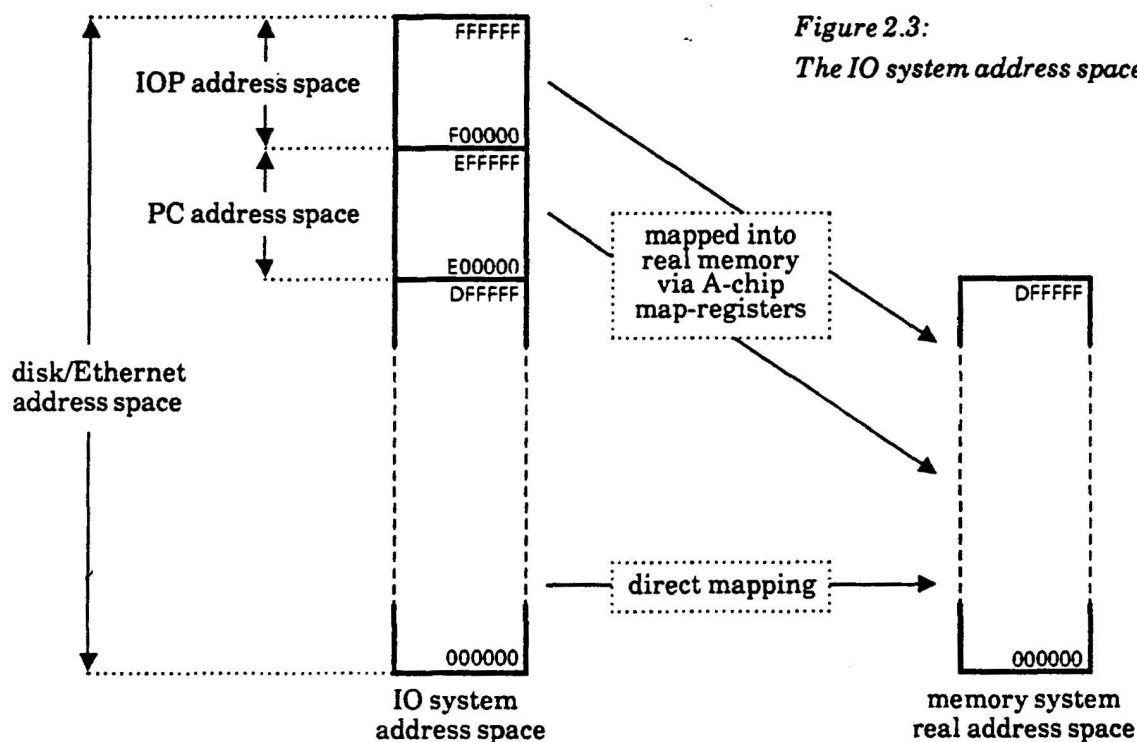 Figure 2.3:
The IO system address space
FFFFFF
IOP address space
F00000
EFFFFF
PC address space
E00000
DFFFFF
mapped into
real memory
via A-chip
map-registers
DFFFFF
disk/Ethernet
address space
direct mapping
000000
000000
IO system
address space
memory system
real address space